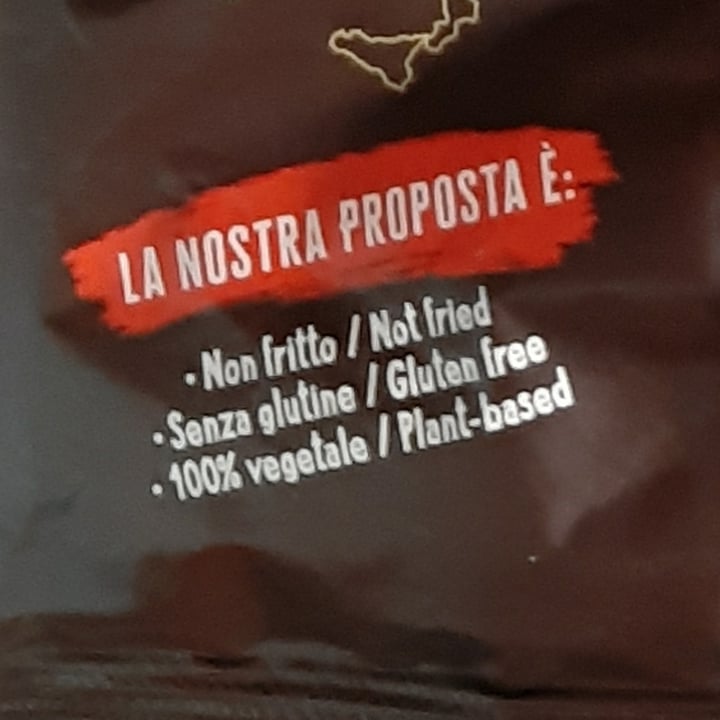 LA NOSTRA PROPOSTA È:
· Non fritto / Not fried
· Senza glutine / Gluten free
· 100% vegetale / Plant-based